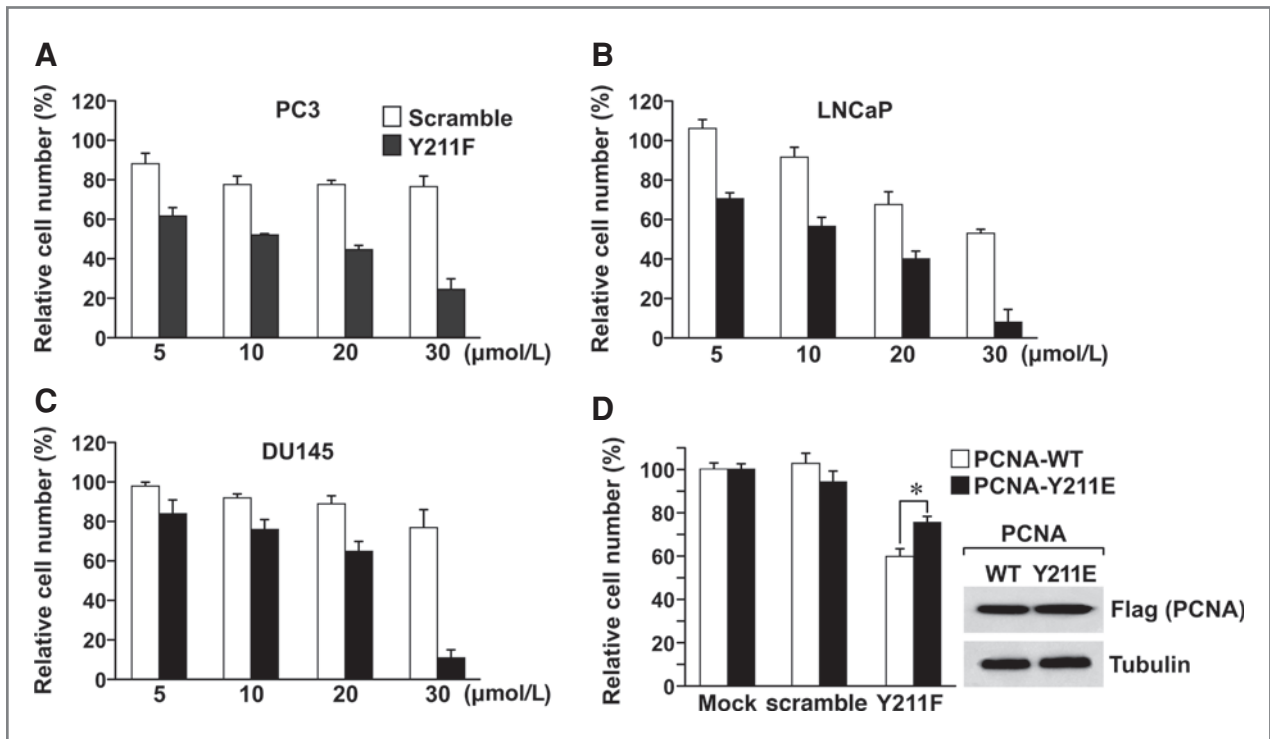 A
Relative cell number (%)
120
100
80
60
40
20
0
PC3
Scramble
Y211F
5 10 20 30 (µmol/L)
B
Relative cell number (%)
120
100
80
60
40
20
0
LNCaP
5 10 20 30 (µmol/L)
C
Relative cell number (%)
120
100
80
60
40
20
0
DU145
5 10 20 30 (µmol/L)
D
Relative cell number (%)
100
80
60
40
20
0
PCNA-WT
PCNA-Y211E
*
Mock scramble Y211F
PCNA
WT Y211E
Flag (PCNA)
Tubulin